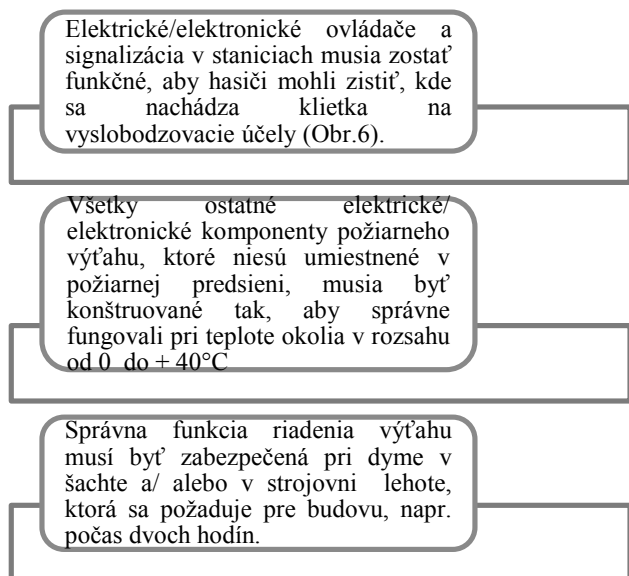 Elektrické/elektronické ovládače a
signalizácia v staniciach musia zostať
funkčné, aby hasiči mohli zistiť, kde
sa nachádza klietka na
vyslobodzovacie účely (Obr.6).
Všetky ostatné elektrické/
elektronické komponenty požiarneho
výťahu, ktoré niesú umiestnené v
požiarnej predsieni, musia byť
konštruované tak, aby správne
fungovali pri teplote okolia v rozsahu
od 0 do + 40°C
Správna funkcia riadenia výťahu
musí byť zabezpečená pri dyme v
šachte a/ alebo v strojovni lehote,
ktorá sa požaduje pre budovu, napr.
počas dvoch hodín.